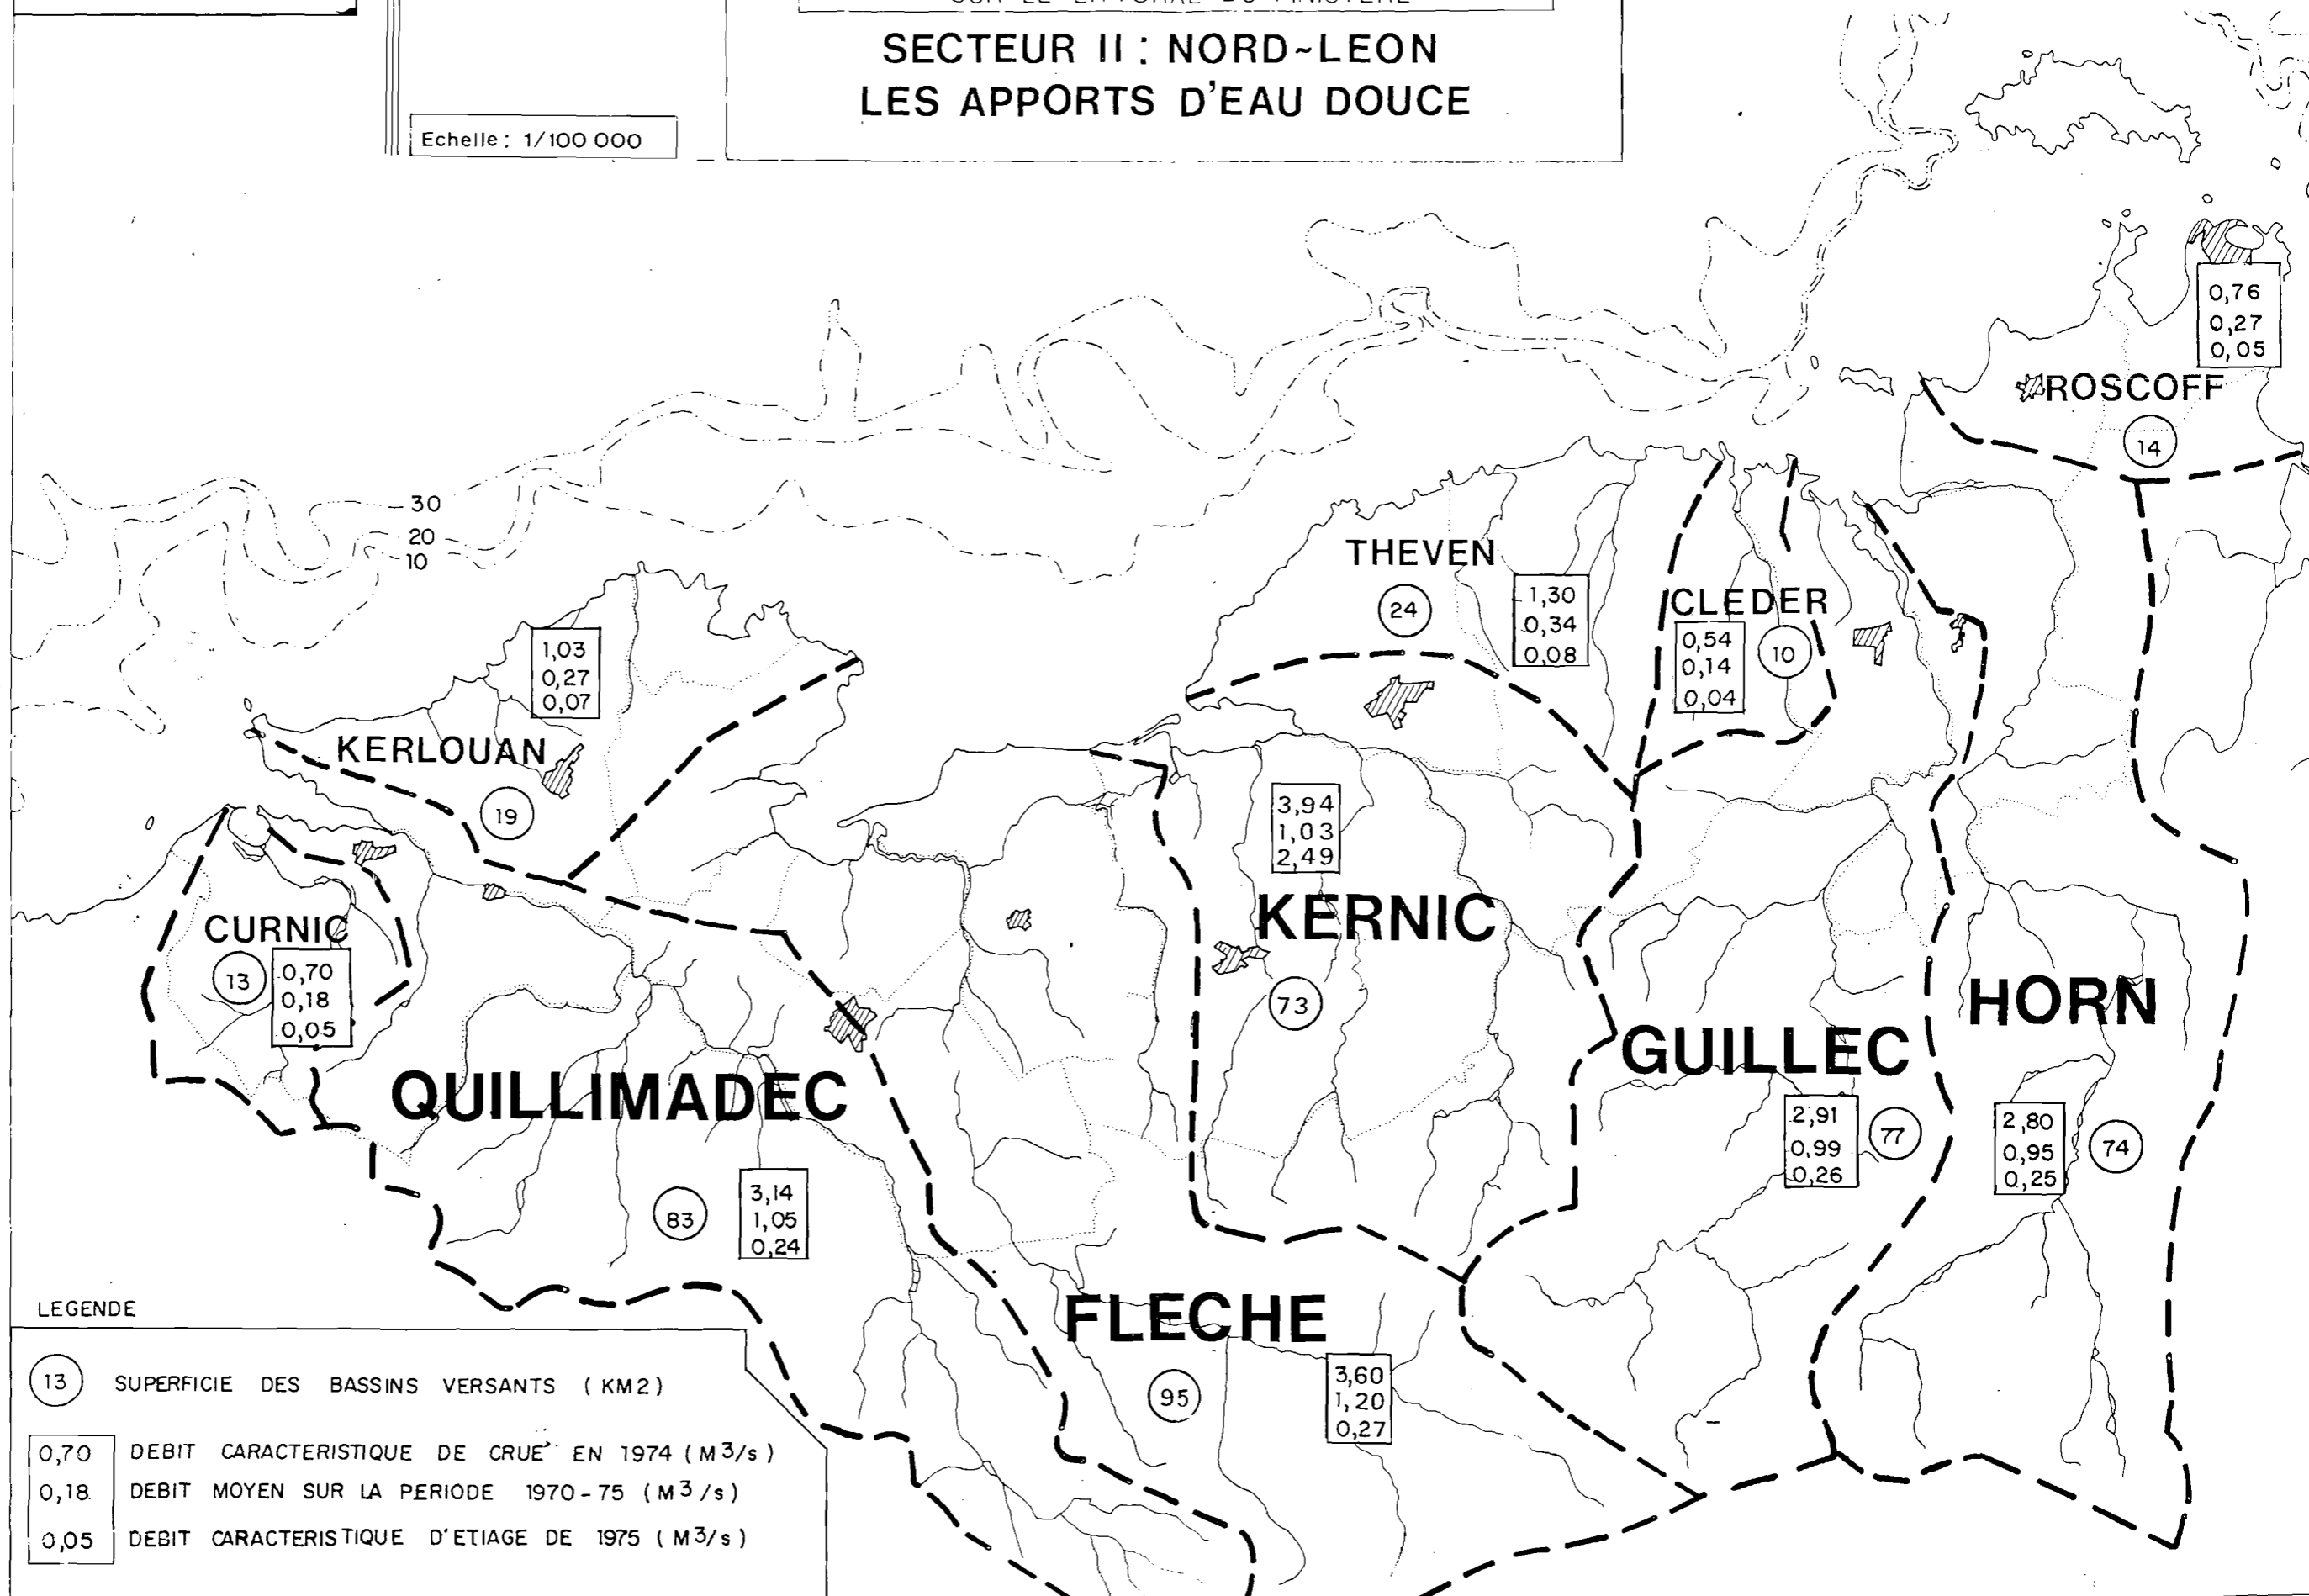 SUR LE LITTORAL DU FINISTERE
SECTEUR II : NORD~LEON
LES APPORTS D'EAU DOUCE
Echelle : 1/100 000
0,76
0,27
0,05
ROSCOFF
14
30
20
10
THEVEN
24
1,30
0,34
0,08
CLEDER
0,54
0,14
0,04
10
1,03
0,27
0,07
KERLOUAN
19
3,94
1,03
2,49
KERNIC
73
CURNIC
13
0,70
0,18
0,05
HORN
GUILLEC
QUILLIMADEC
2,91
0,99
0,26
77
2,80
0,95
0,25
74
83
3,14
1,05
0,24
FLECHE
95
3,60
1,20
0,27
LEGENDE
13 SUPERFICIE DES BASSINS VERSANTS ( KM2 )
0,70 DEBIT CARACTERISTIQUE DE CRUE EN 1974 ( M3/s )
0,18 DEBIT MOYEN SUR LA PERIODE 1970-75 ( M3/s )
0,05 DEBIT CARACTERISTIQUE D'ETIAGE DE 1975 ( M3/s )